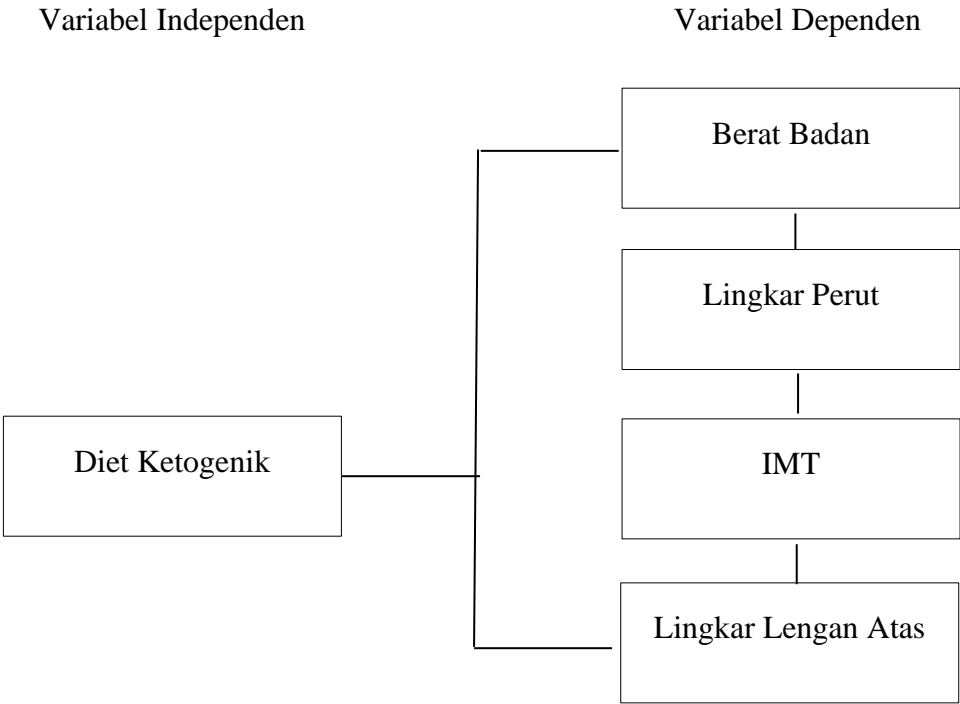 Variabel Independen
Variabel Dependen
Berat Badan
Lingkar Perut
Diet Ketogenik
IMT
Lingkar Lengan Atas